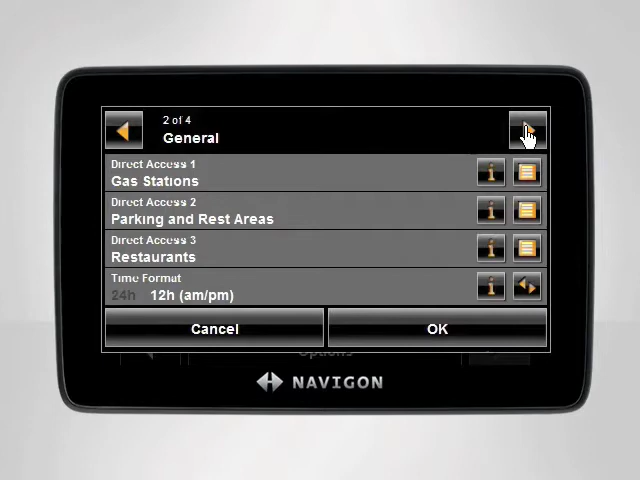 2 of 4
General
Direct Access 1
Gas Stations
Direct Access 2
Parking and Rest Areas
Direct Access 3
Restaurants
Time Format
24h 12h (am/pm)
Cancel OK
Options
NAVIGON